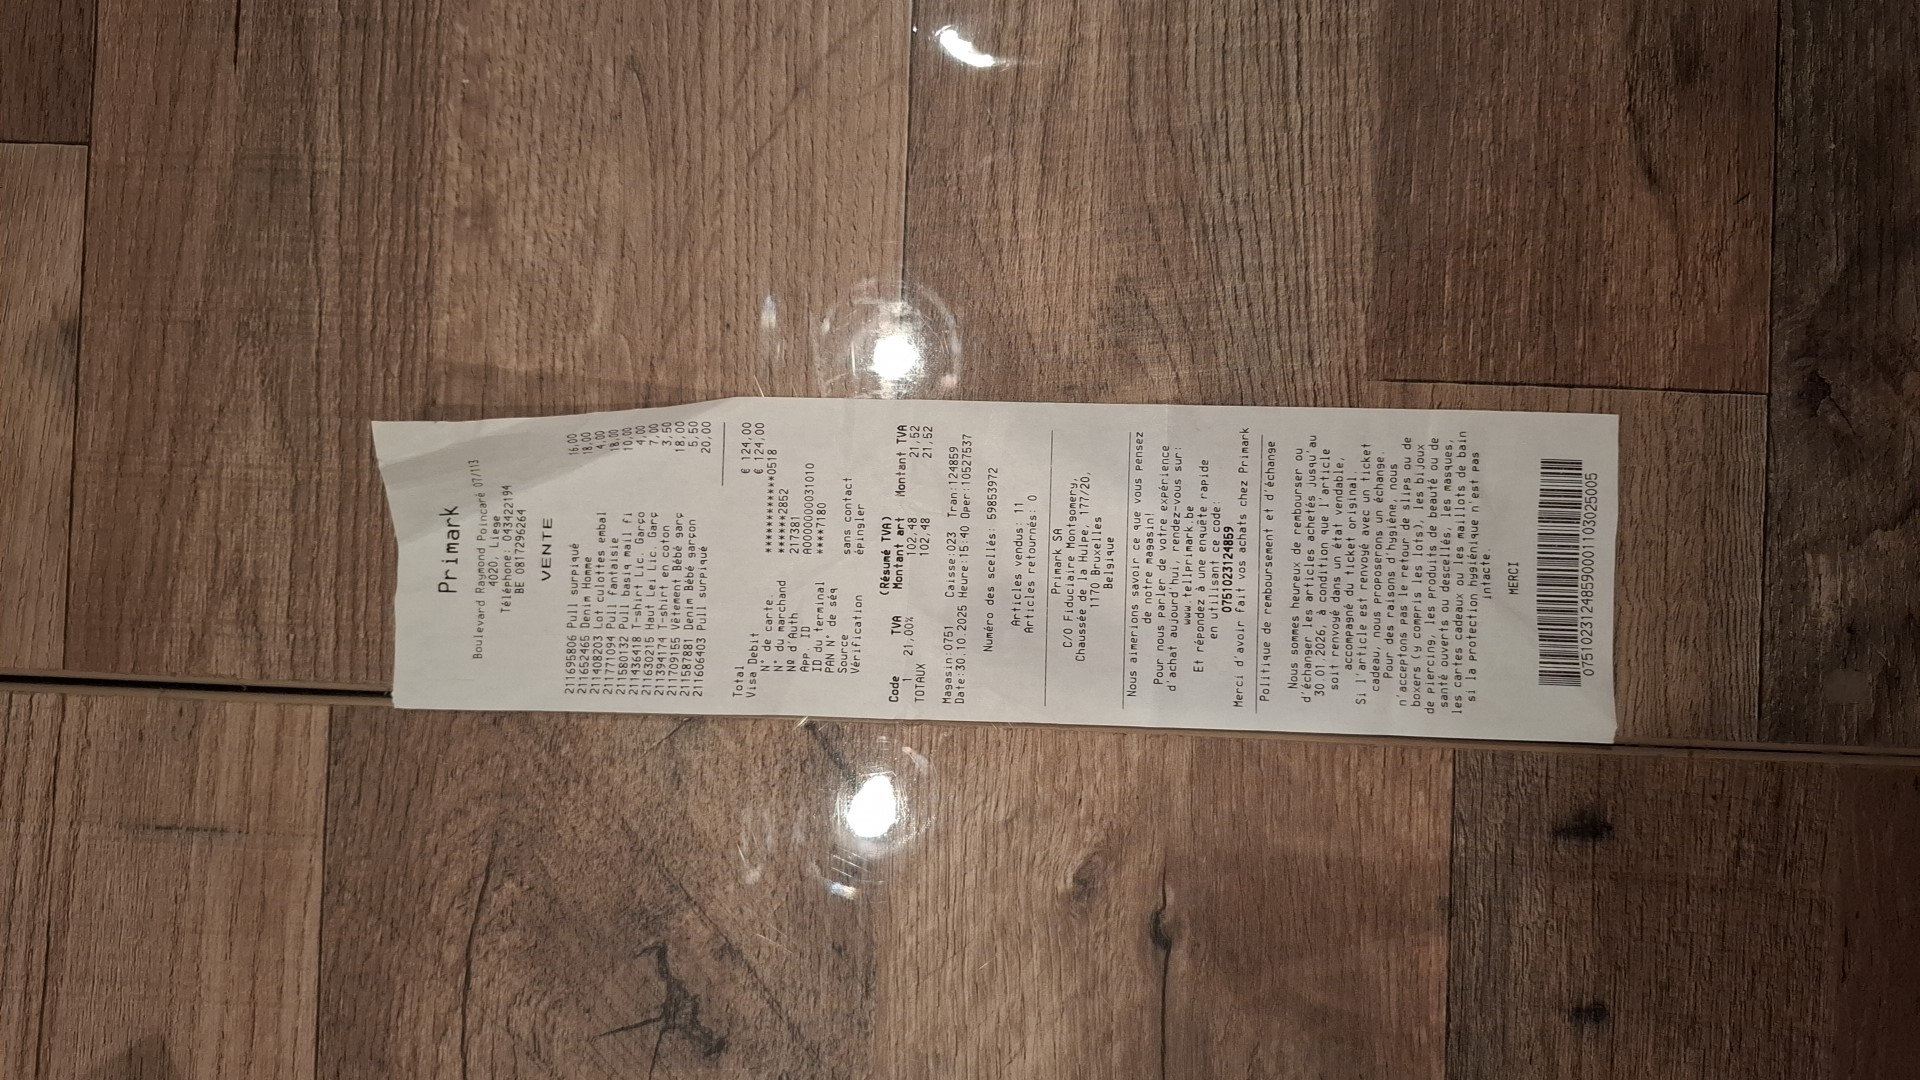 Primark
Boulevard Raymond Poincaré 07/113
4020, Liege
Téléphone: 043422194
BE 0817296264
VENTE
211695806 Pull surpiqué 16,00
211652465 Denim Homme 18,00
211408203 Lot culottes embal 4,00
211771094 Pull fantaisie 18,00
211580132 Pull basiq maill fi 10,00
211436418 T-shirt Lic. Garço 4,00
211630215 Haut Lei Lic. Garç 7,00
211394174 T-shirt en coton 3,50
211709155 Vêtement Bébé garç 18,00
211587881 Denim Bébé garçon 5,50
211606403 Pull surpiqué 20,00
Total € 124,00
Visa Debit € 124,00
N° de carte. ***************0518
N° du marchand *****2852
Nº d'Auth 217381
App. ID A0000000031010
ID du terminal ****7180
PAN N° de séq
Source sans contact
Vérification épingler
(Résumé TVA)
Code TVA Montant art Montant TVA
1 21,00% 102,48 21,52
TOTAUX 102,48 21,52
Magasin:0751 Caisse:023 Tran:124859
Date:30.10.2025 Heure:15:40 Oper:10527537
Numéro des scellés: 59853972
Articles vendus: 11
Articles retournés: 0
Primark SA
C/O Fiduciaire Montgomery,
Chaussée de la Hulpe, 177/20,
1170 Bruxelles
Belgique
Nous aimerions savoir ce que vous pensez
de notre magasin!
Pour nous parler de votre expérience
d'achat aujourd'hui, rendez-vous sur:
www.tellprimark.be
Et répondez à une enquête rapide
en utilisant ce code:
0751023124859
Merci d'avoir fait vos achats chez Primark
Politique de remboursement et d'échange
Nous sommes heureux de rembourser ou
d'échanger les articles achetés jusqu'au
30.01.2026, à condition que l'article
soit renvoyé dans un état vendable,
accompagné du ticket original.
Si l'article est renvoyé avec un ticket
cadeau, nous proposerons un échange.
Pour des raisons d'hygiène, nous
n'acceptons pas le retour de slips ou de
boxers (y compris les lots), les bijoux
de piercings, les produits de beauté ou de
santé ouverts ou descellés, les masques,
les cartes cadeaux ou les maillots de bain
si la protection hygiénique n'est pas
intacte.
MERCI
07510231248590001103025005